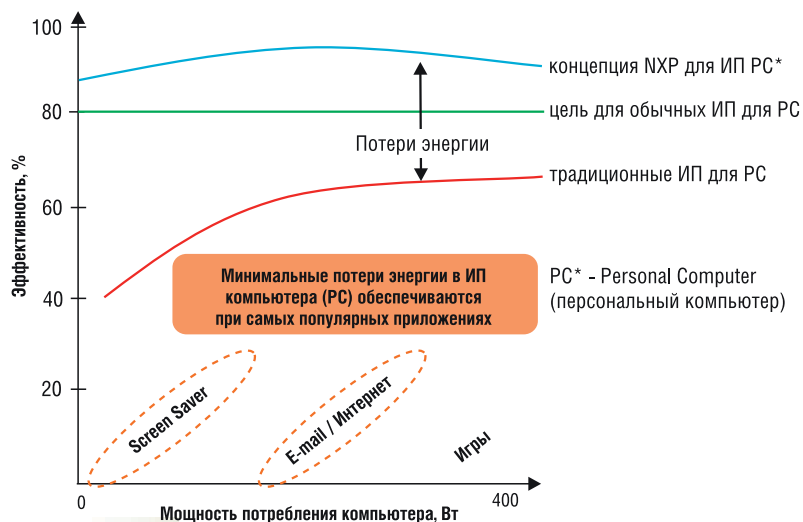 100
80
60
40
20
0
400
Эффективность, %
Мощность потребления компьютера, Вт
концепция NXP для ИП PC*
цель для обычных ИП для PC
Потери энергии
традиционные ИП для PC
Минимальные потери энергии в ИП
компьютера (PC) обеспечиваются
при самых популярных приложениях
PC* - Personal Computer
(персональный компьютер)
Screen Saver
E-mail / Интернет
Игры